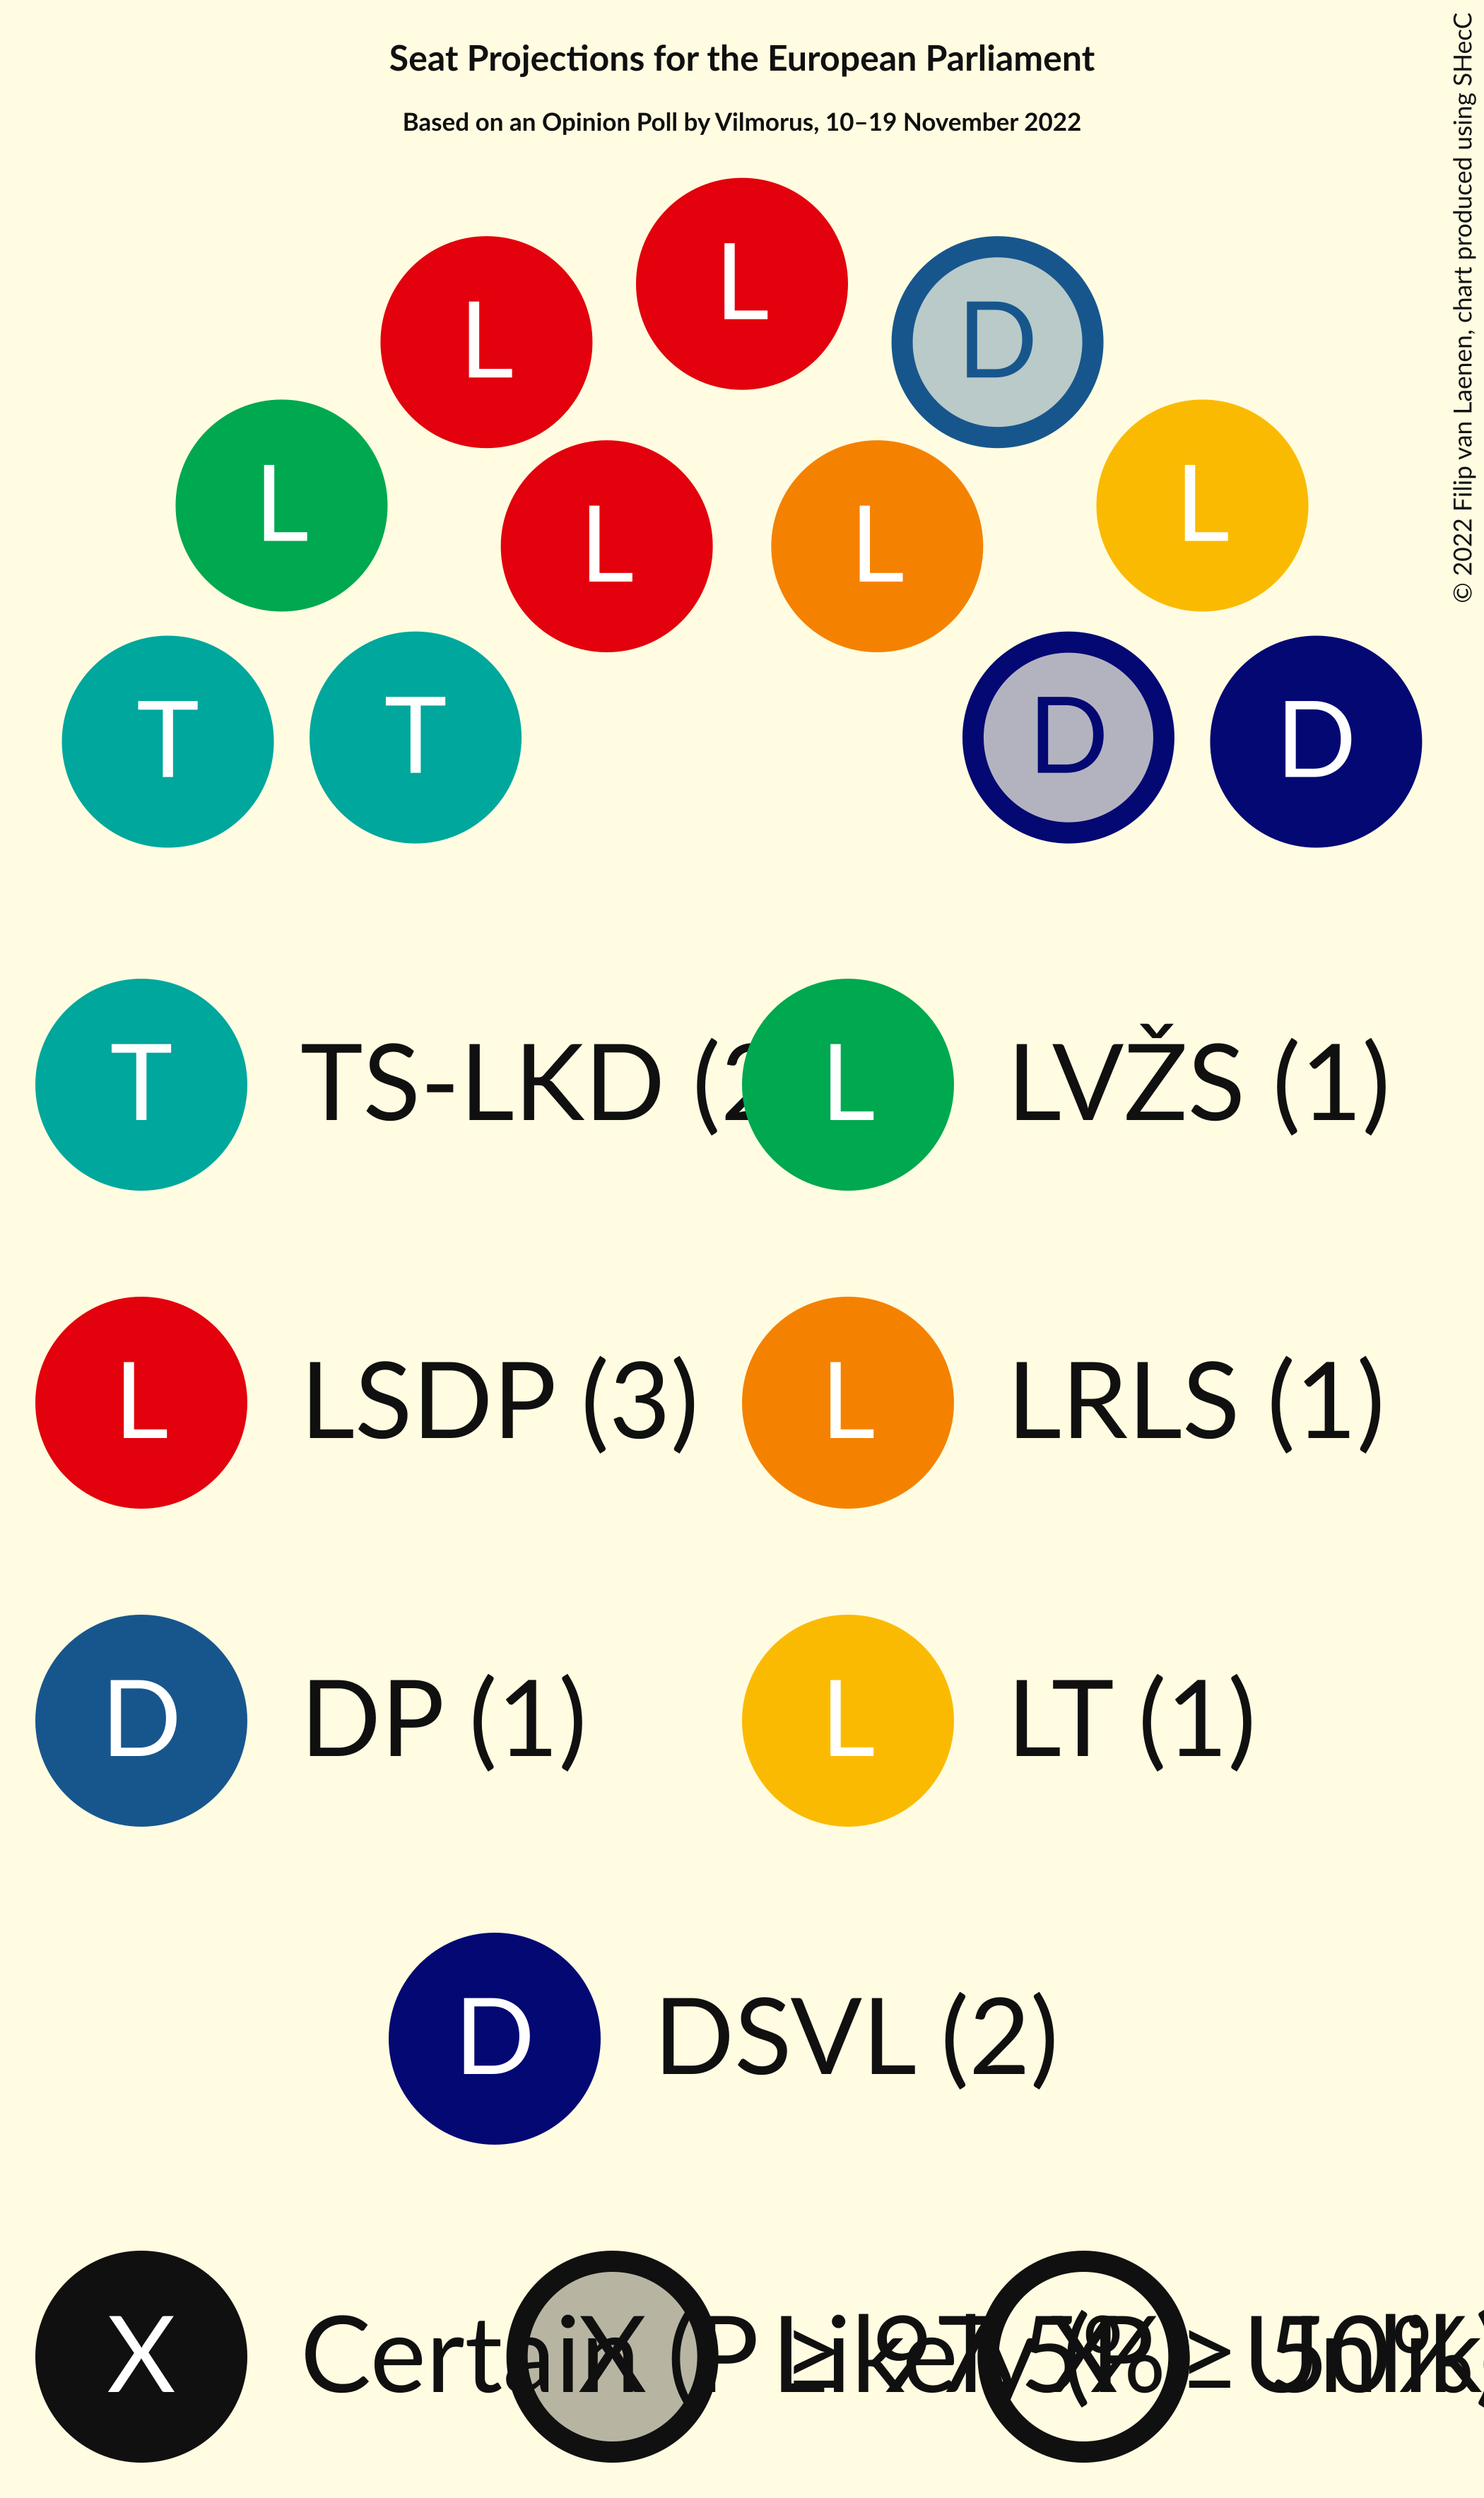 Seat Projections for the European Parliament
Based on an Opinion Poll by Vilmorus, 10–19 November 2022
© 2022 Filip van Laenen, chart produced using SHecC
L
L
D
L
L
L
L
T
T
D
D
T TS-LKD (2
L LVŽS (1)
L LSDP (3)
L LRLS (1)
D DP (1)
L LT (1)
D DSVL (2)
X Certain
X Likely
X